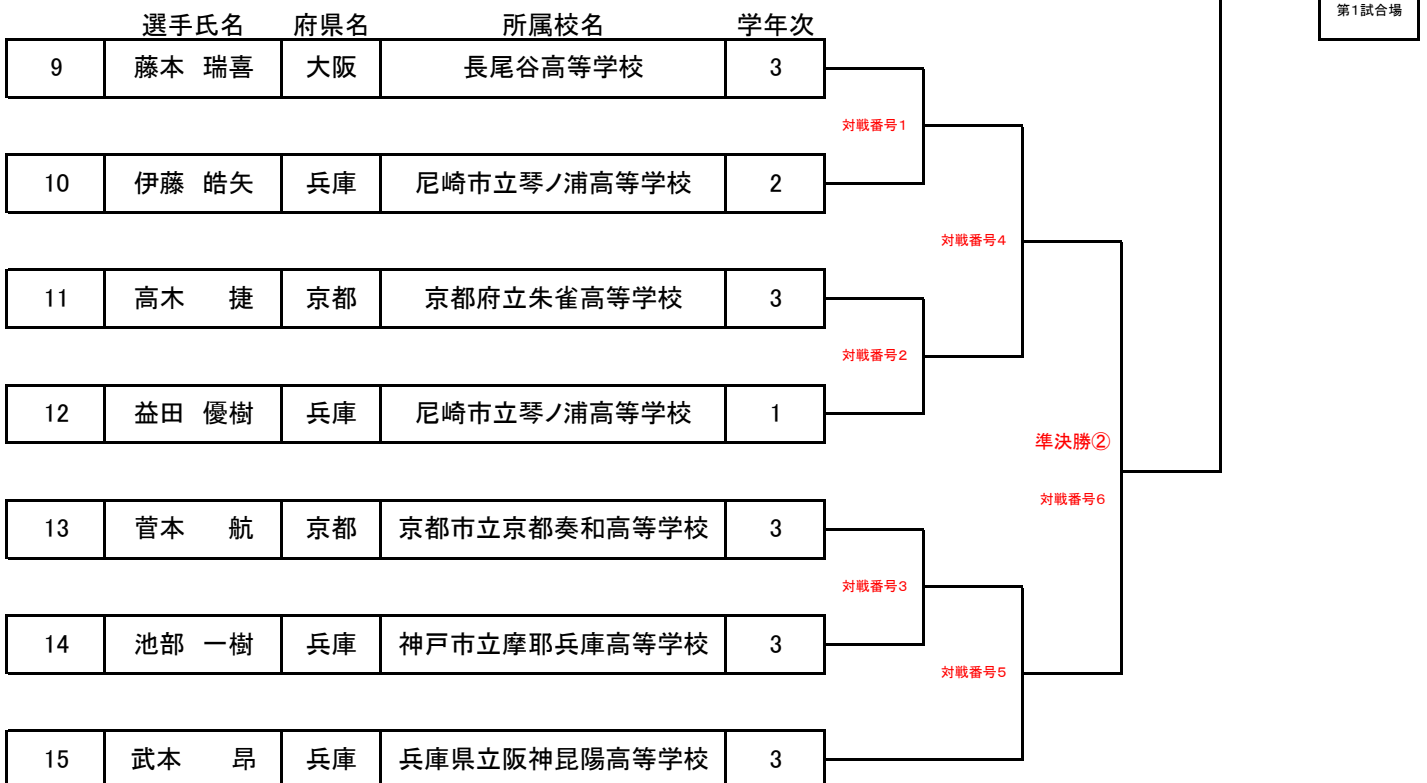 第1試合場
選手氏名 府県名 所属校名 学年次
9 藤本 瑞喜 大阪 長尾谷高等学校 3
対戦番号1
10 伊藤 皓矢 兵庫 尼崎市立琴ノ浦高等学校 2
対戦番号4
11 高木 捷 京都 京都府立朱雀高等学校 3
対戦番号2
12 益田 優樹 兵庫 尼崎市立琴ノ浦高等学校 1
準決勝②
対戦番号6
13 菅本 航 京都 京都市立京都奏和高等学校 3
対戦番号3
14 池部 一樹 兵庫 神戸市立摩耶兵庫高等学校 3
対戦番号5
15 武本 昂 兵庫 兵庫県立阪神昆陽高等学校 3